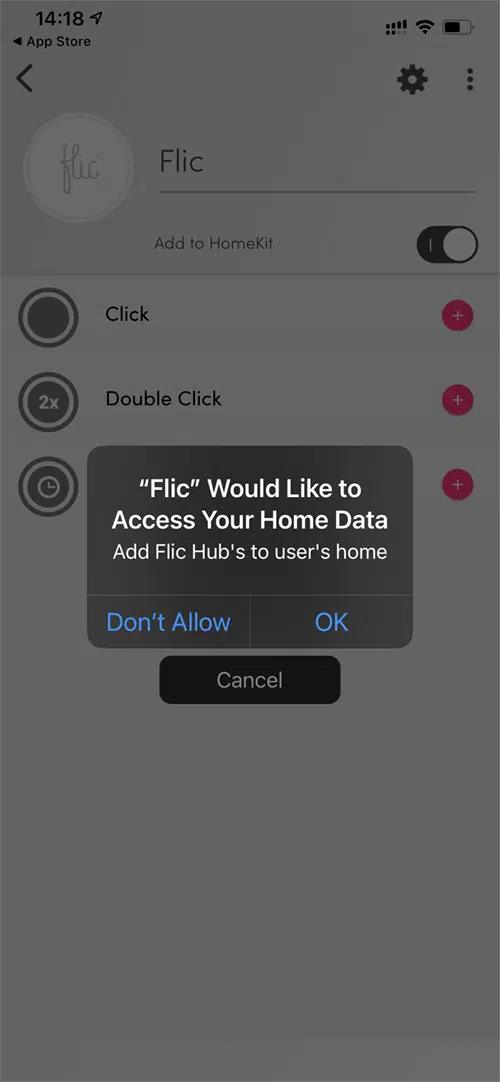 14:18
App Store
flic
Flic
Add to HomeKit
Click
2x
Double Click
“Flic” Would Like to
Access Your Home Data
Add Flic Hub's to user's home
Don’t Allow
OK
Cancel